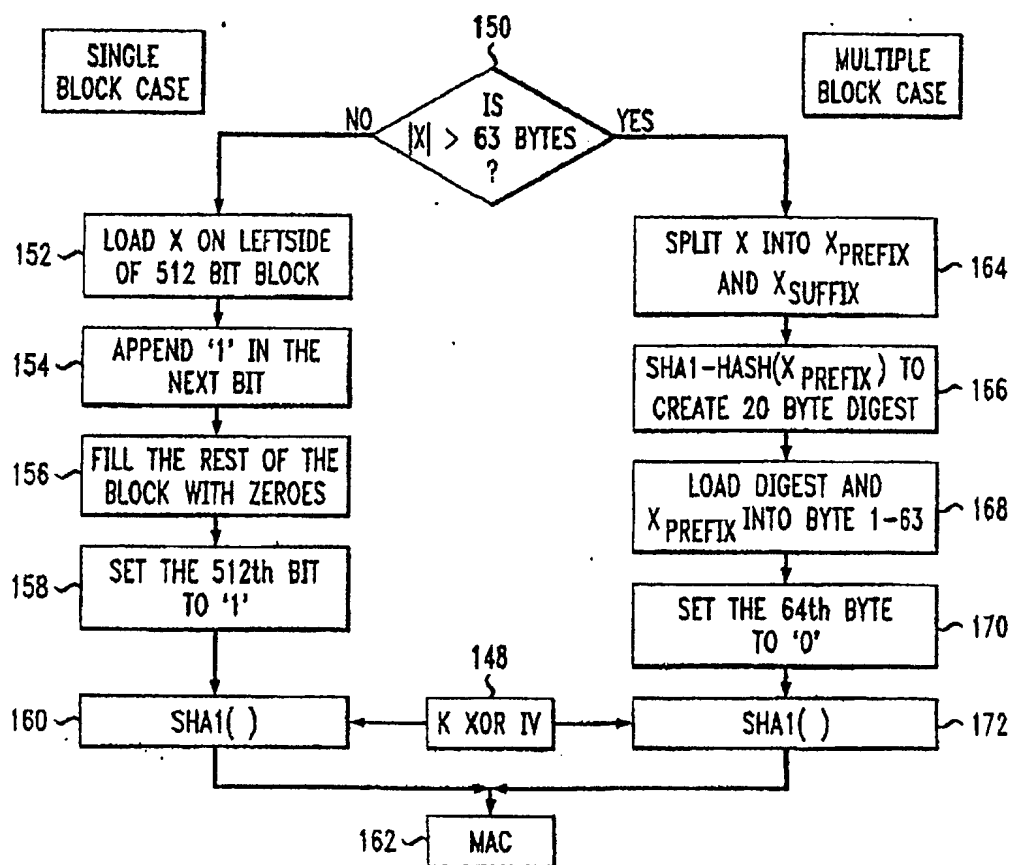 150
SINGLE
BLOCK CASE
MULTIPLE
BLOCK CASE
IS
|X| > 63 BYTES
?
NO
YES
152
LOAD X ON LEFTSIDE
OF 512 BIT BLOCK
154
APPEND '1' IN THE
NEXT BIT
156
FILL THE REST OF THE
BLOCK WITH ZEROES
158
SET THE 512th BIT
TO '1'
160
SHA1( )
148
K XOR IV
SPLIT X INTO XPREFIX
AND XSUFFIX
164
SHA1-HASH(XPREFIX) TO
CREATE 20 BYTE DIGEST
166
LOAD DIGEST AND
XPREFIX INTO BYTE 1-63
168
SET THE 64th BYTE
TO '0'
170
SHA1( )
172
162
MAC